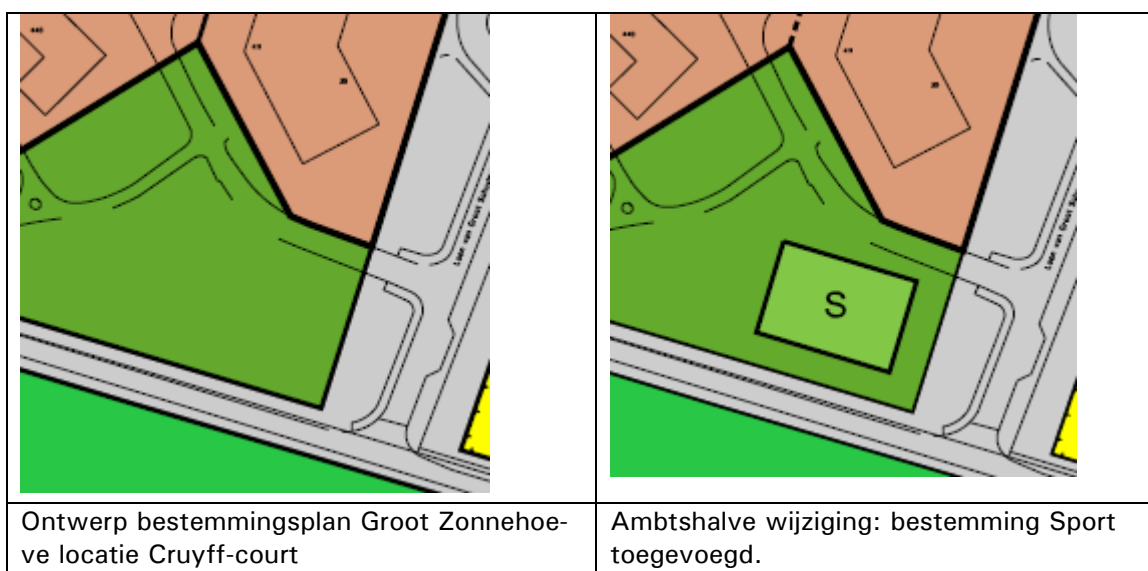 S
Ontwerp bestemmingsplan Groot Zonnehoe-
ve locatie Cruyff-court
Ambtshalve wijziging: bestemming Sport
toegevoegd.